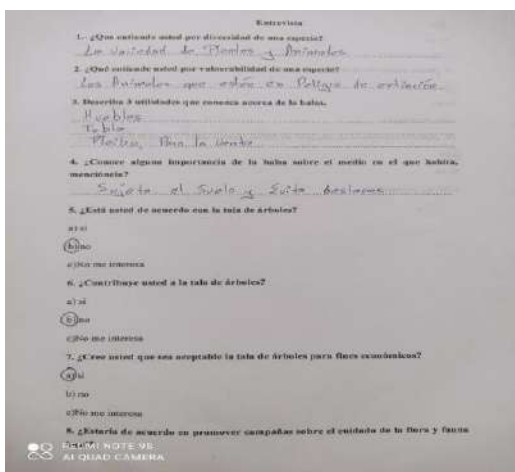 Entrevista
1.- ¿Que entiende usted por diversidad de una especie?
La variedad de Plantas y Animales
2. ¿Qué entiende usted por vulnerabilidad de una especie?
Los Animales que están en Peligro de extinción
3. Describa 3 utilidades que conozca acerca de la balsa.
Muebles
Tabla
Para la venta
4. ¿Conoce alguna importancia de la balsa sobre el medio en el que habita,
menciónela?
Sujeta el Suelo y Evita deslaves
5. ¿Está usted de acuerdo con la tala de árboles?
a) si
b) no
c) No me interesa
6. ¿Contribuye usted a la tala de árboles?
a) si
b) no
c) No me interesa
7. ¿Cree usted que sea aceptable la tala de árboles para fines económicos?
a) si
b) no
c) No me interesa
8. ¿Estaría de acuerdo en promover campañas sobre el cuidado de la flora y fauna
REDMI NOTE 9S
AI QUAD CAMERA